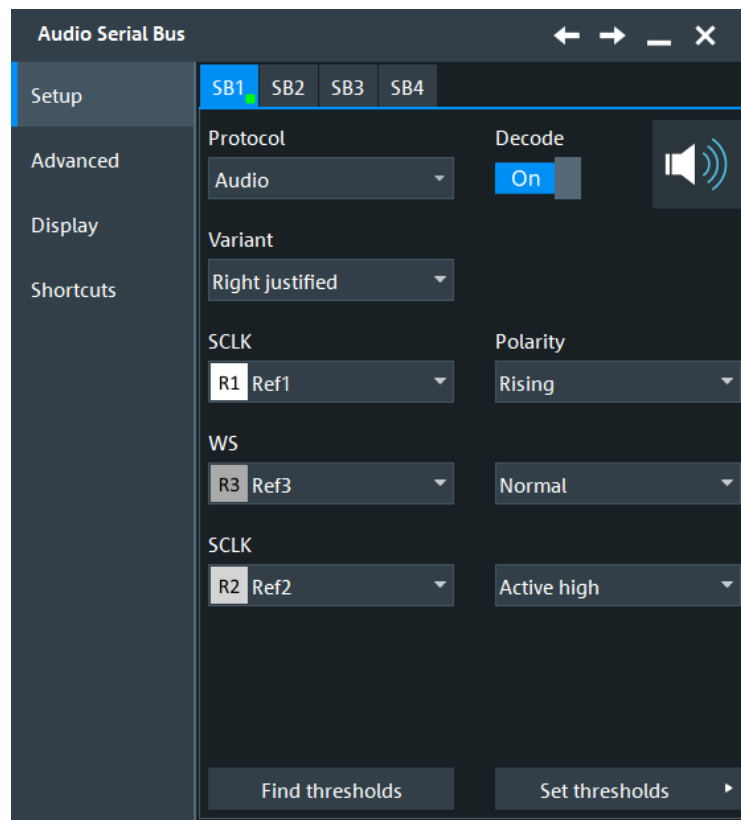 Audio Serial Bus
Setup
Advanced
Display
Shortcuts
SB1 SB2 SB3 SB4
Protocol Decode
Audio On
Variant
Right justified
SCLK Polarity
R1 Ref1 Rising
WS
R3 Ref3 Normal
SCLK
R2 Ref2 Active high
Find thresholds Set thresholds